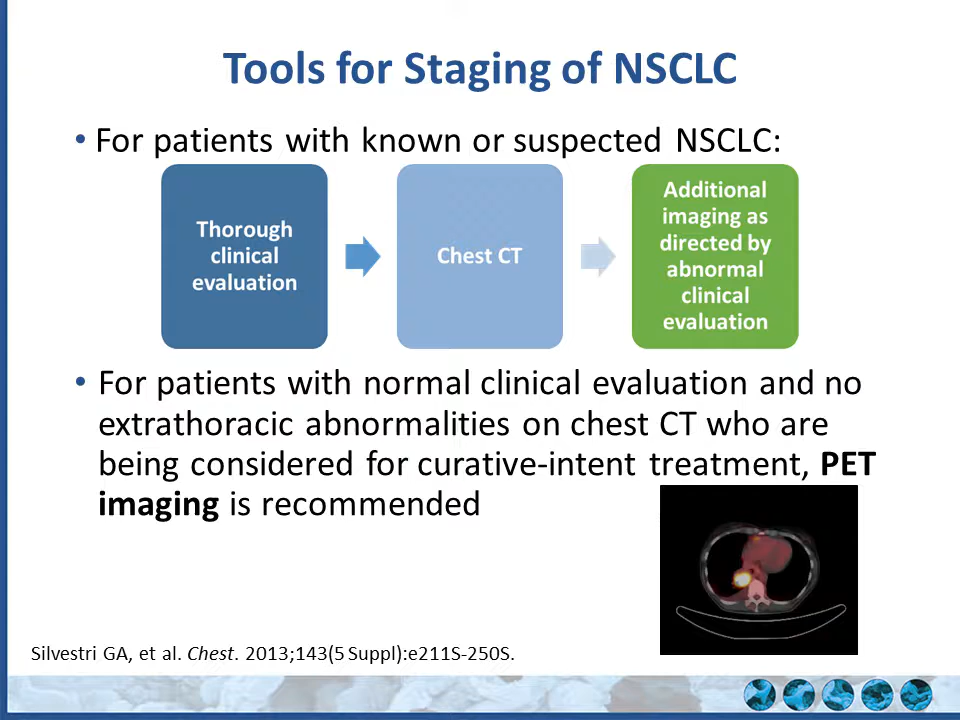 Tools for Staging of NSCLC
• For patients with known or suspected NSCLC:
Thorough
clinical
evaluation
Chest CT
Additional
imaging as
directed by
abnormal
clinical
evaluation
• For patients with normal clinical evaluation and no
extrathoracic abnormalities on chest CT who are
being considered for curative-intent treatment, PET
imaging is recommended
Silvestri GA, et al. Chest. 2013;143(5 Suppl):e211S-250S.